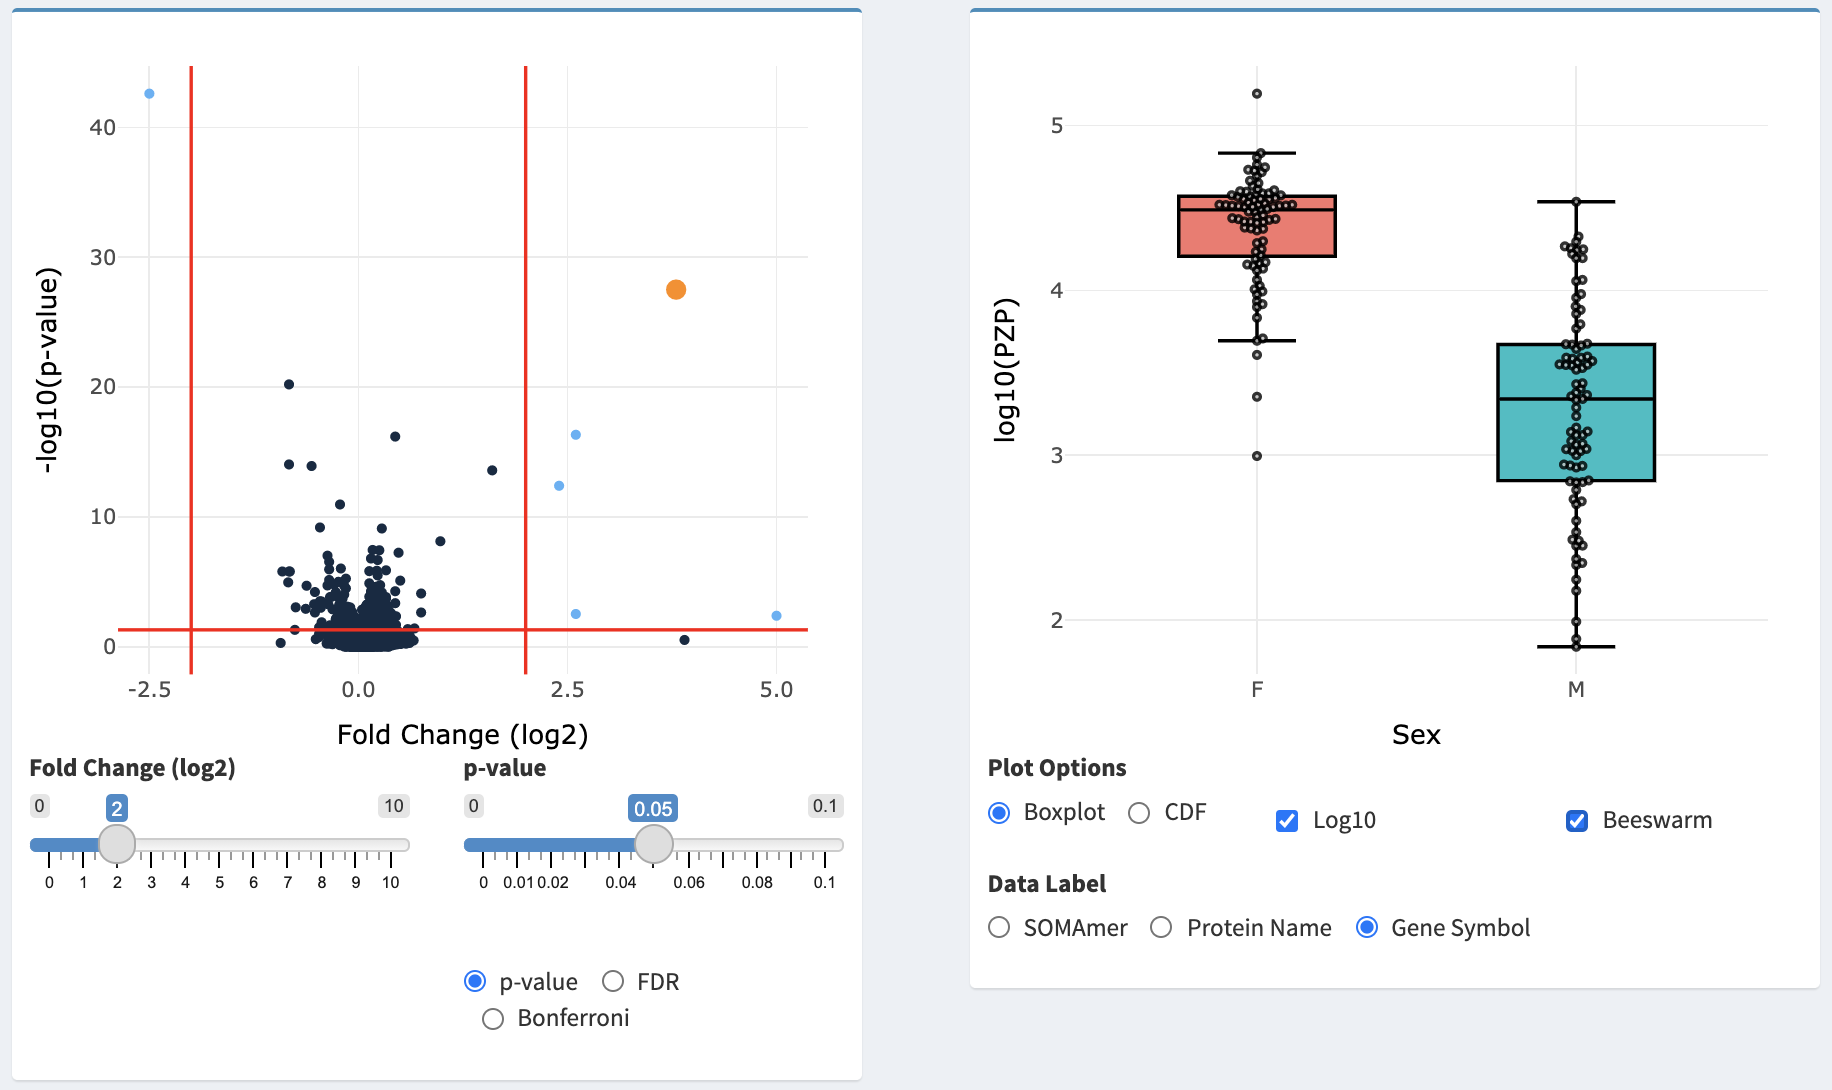 40
30
20
10
0
-log10(p-value)
-2.5 0.0 2.5 5.0
Fold Change (log2)
Fold Change (log2)
0 2 10
0 1 2 3 4 5 6 7 8 9 10
p-value
0 0.05 0.1
0 0.01 0.02 0.04 0.06 0.08 0.1
p-value FDR
Bonferroni
5
4
3
2
log10(PZP)
F M
Sex
Plot Options
Boxplot CDF Log10 Beeswarm
Data Label
SOMAmer Protein Name Gene Symbol